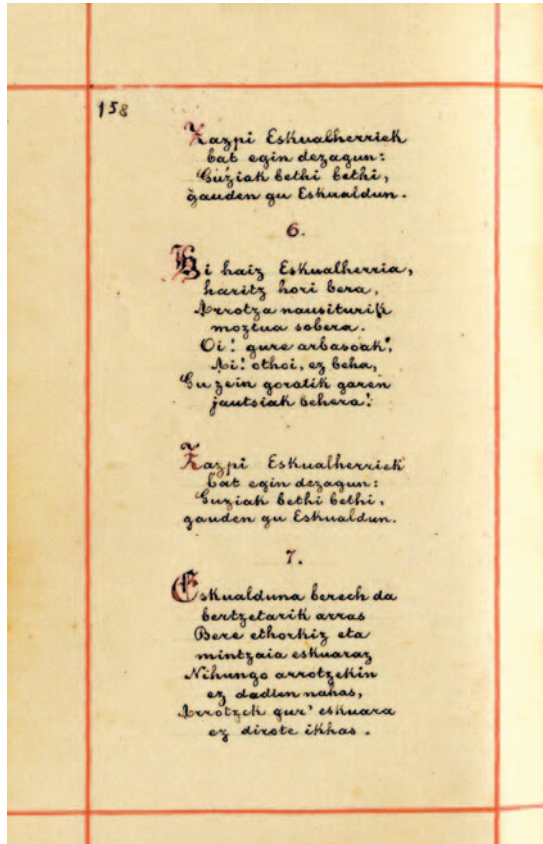 158
Zazpi Eskualherriek
bat egin dezagun:
Guziak bethi bethi,
gauden gu Eskualdun.
6.
Hi haiz Eskualherria,
haritz hori bera,
Arrotza nausiturik
moztua sobera.
Oi! gure arbasoak!
Ai! othoi, ez beha,
Gu zein goratik garen
jautsiak behera!
Zazpi Eskualherriek
bat egin dezagun:
Guziak bethi bethi,
gauden gu Eskualdun.
7.
Eskualduna berech da
bertzetarik arras
Bere ethorkiz eta
mintzaia eskuaraz
Nihungo arrotzekin
ez dadien nahas,
Arrotzek gur' eskuara
ez dirote ikhas.